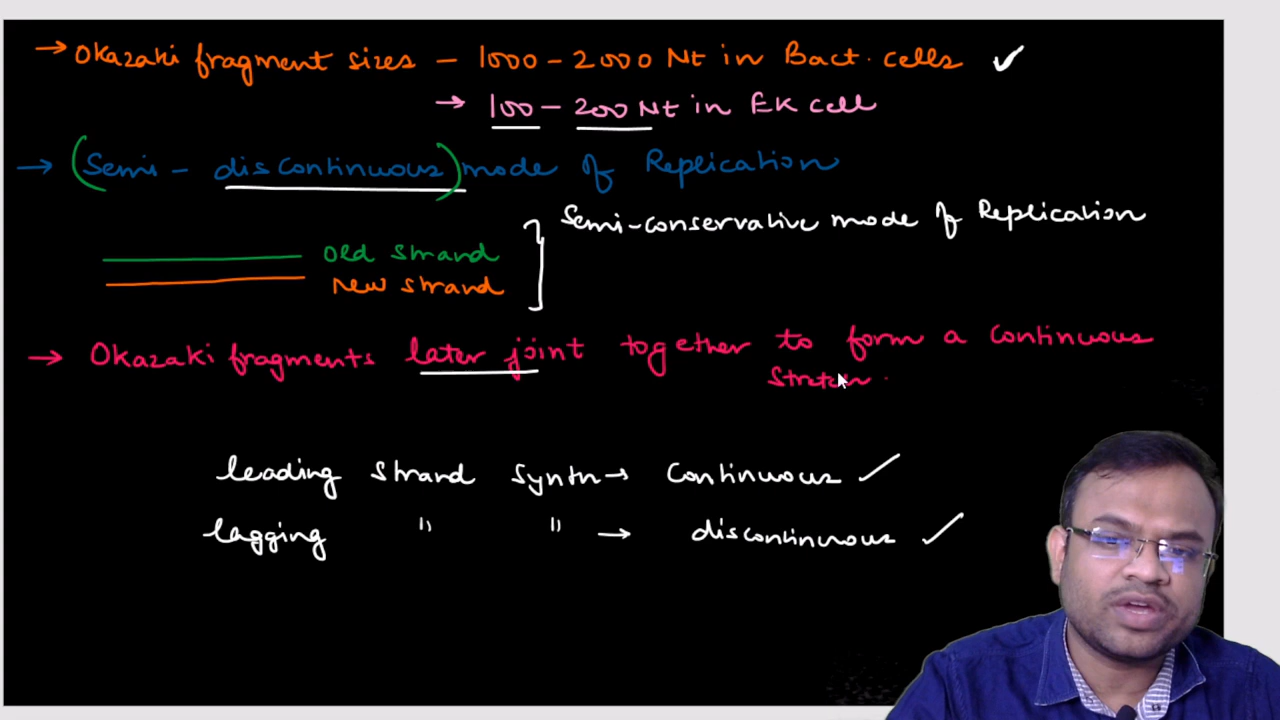 → Okazaki fragment sizes - 1000 - 2000 Nt in Bact. cells ✓
→ 100 - 200 Nt in EK cell
→ (Semi - discontinuous) mode of Replication
Semi-conservative mode of Replication
Old strand
New strand
→ Okazaki fragments later joint together to form a continuous
stretch.
leading strand synth → Continuous ✓
lagging " " → discontinuous ✓